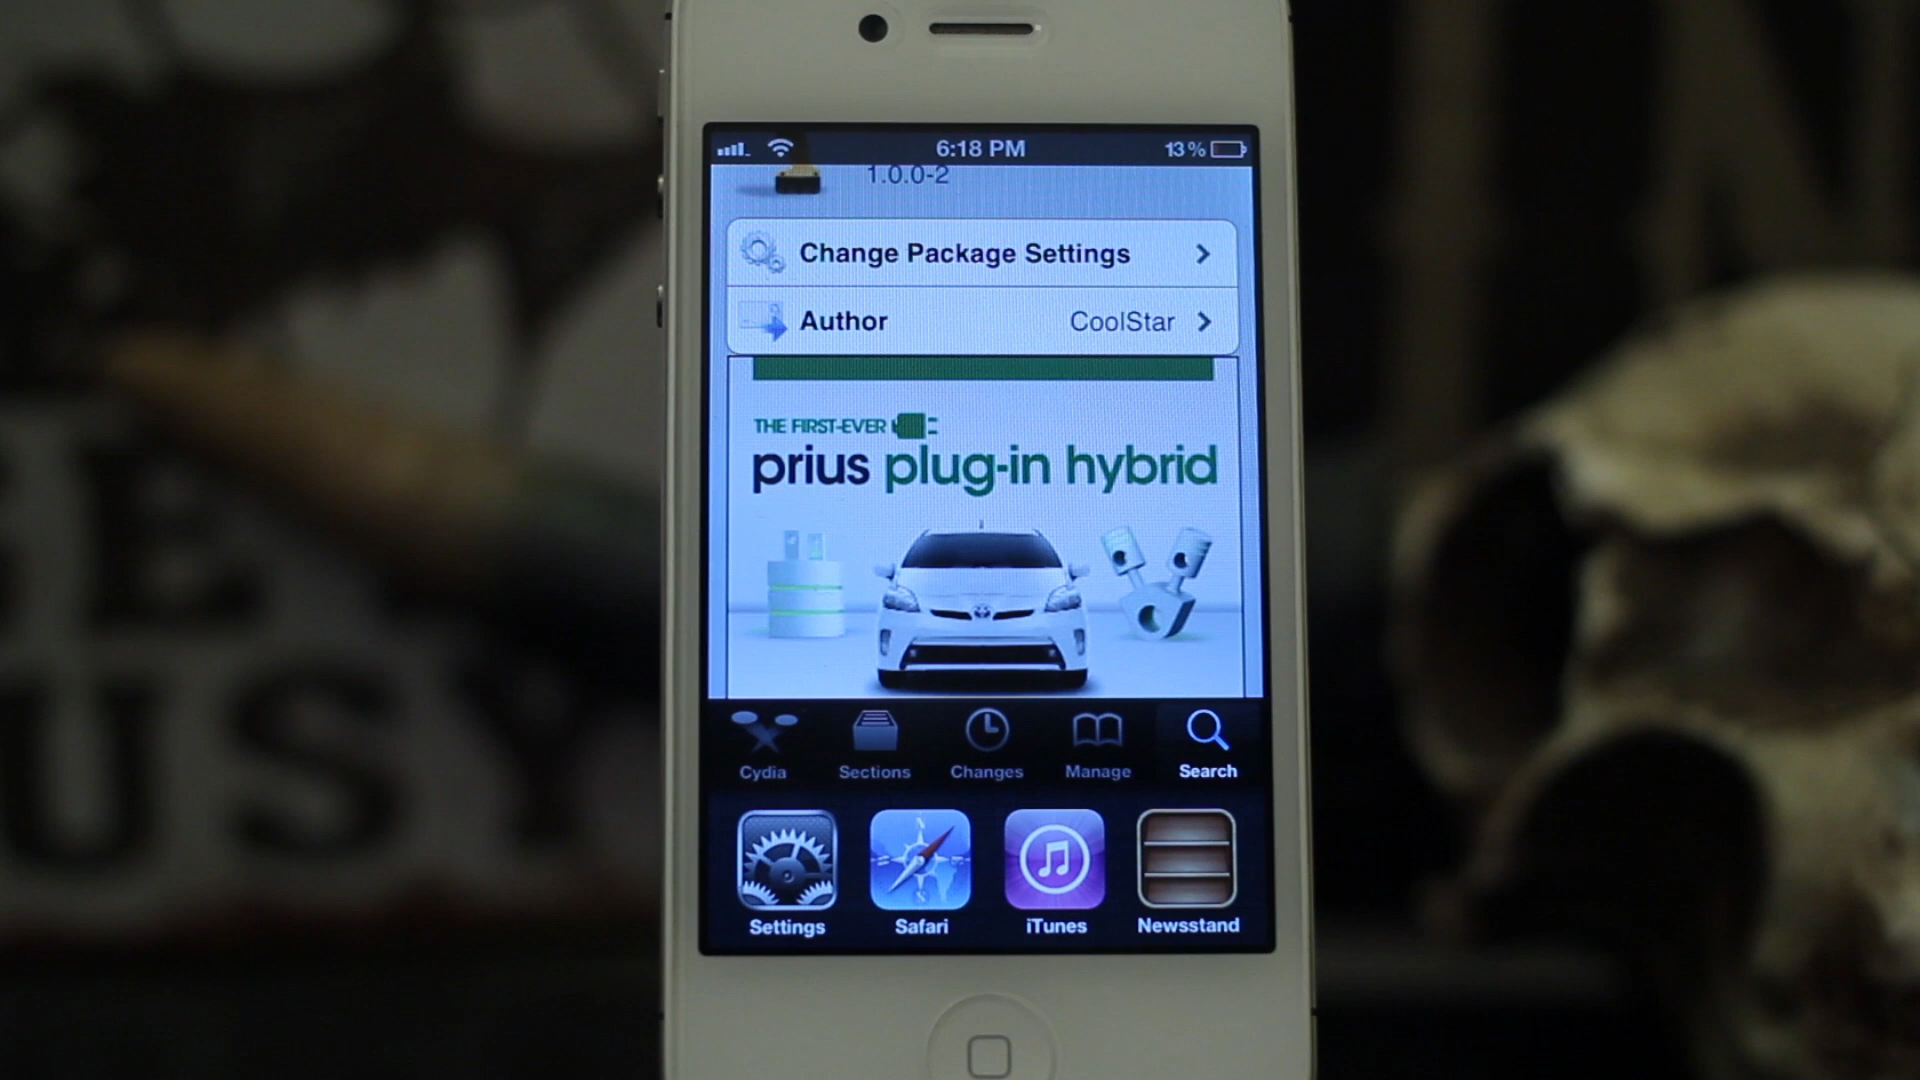 6:18 PM
13%
1.0.0-2
Change Package Settings
Author CoolStar
THE FIRST-EVER
prius plug-in hybrid
Cydia Sections Changes Manage Search
Settings Safari iTunes Newsstand
USY